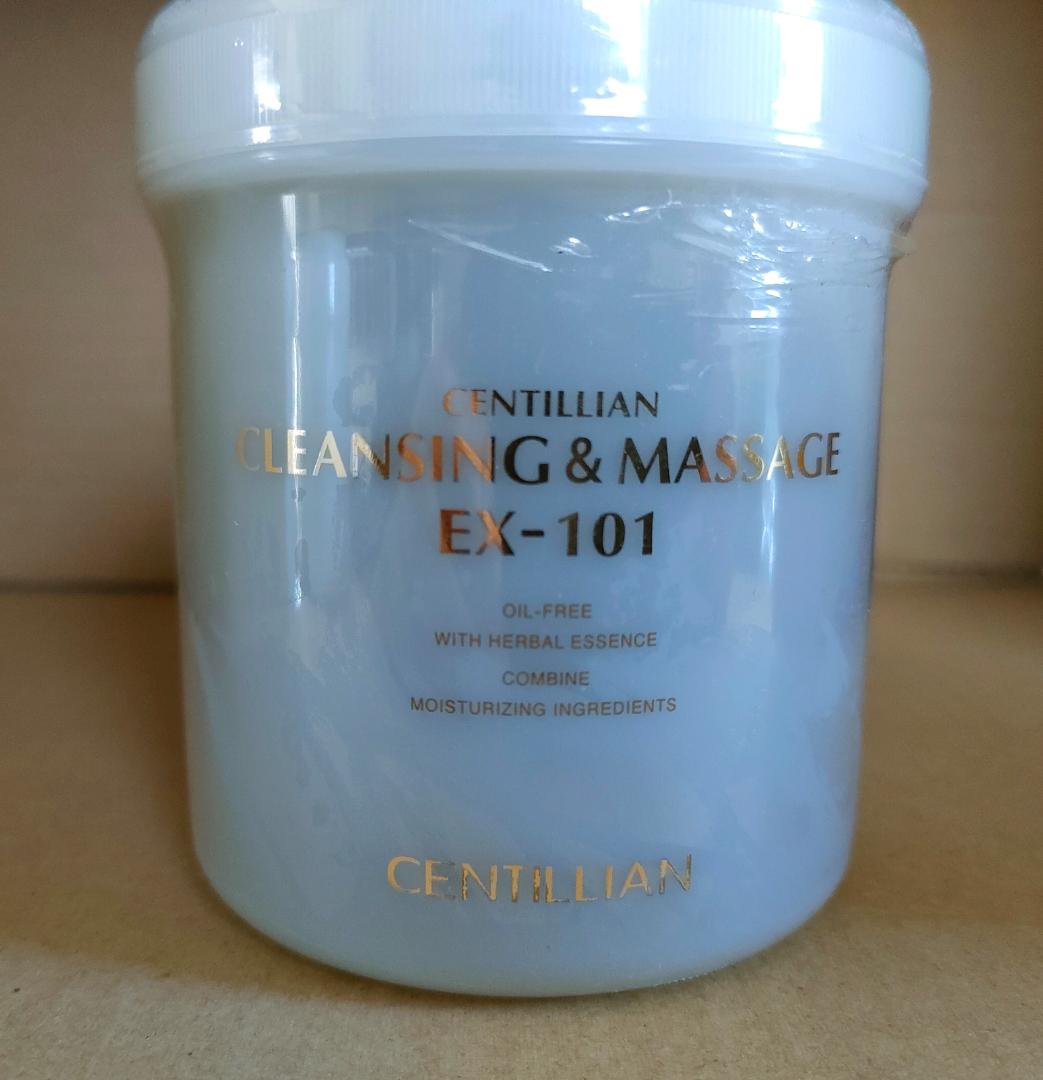 CENTILLIAN
CLEANSING & MASSAGE
EX-101
OIL-FREE
WITH HERBAL ESSENCE
COMBINE
MOISTURIZING INGREDIENTS
CENTILLIAN